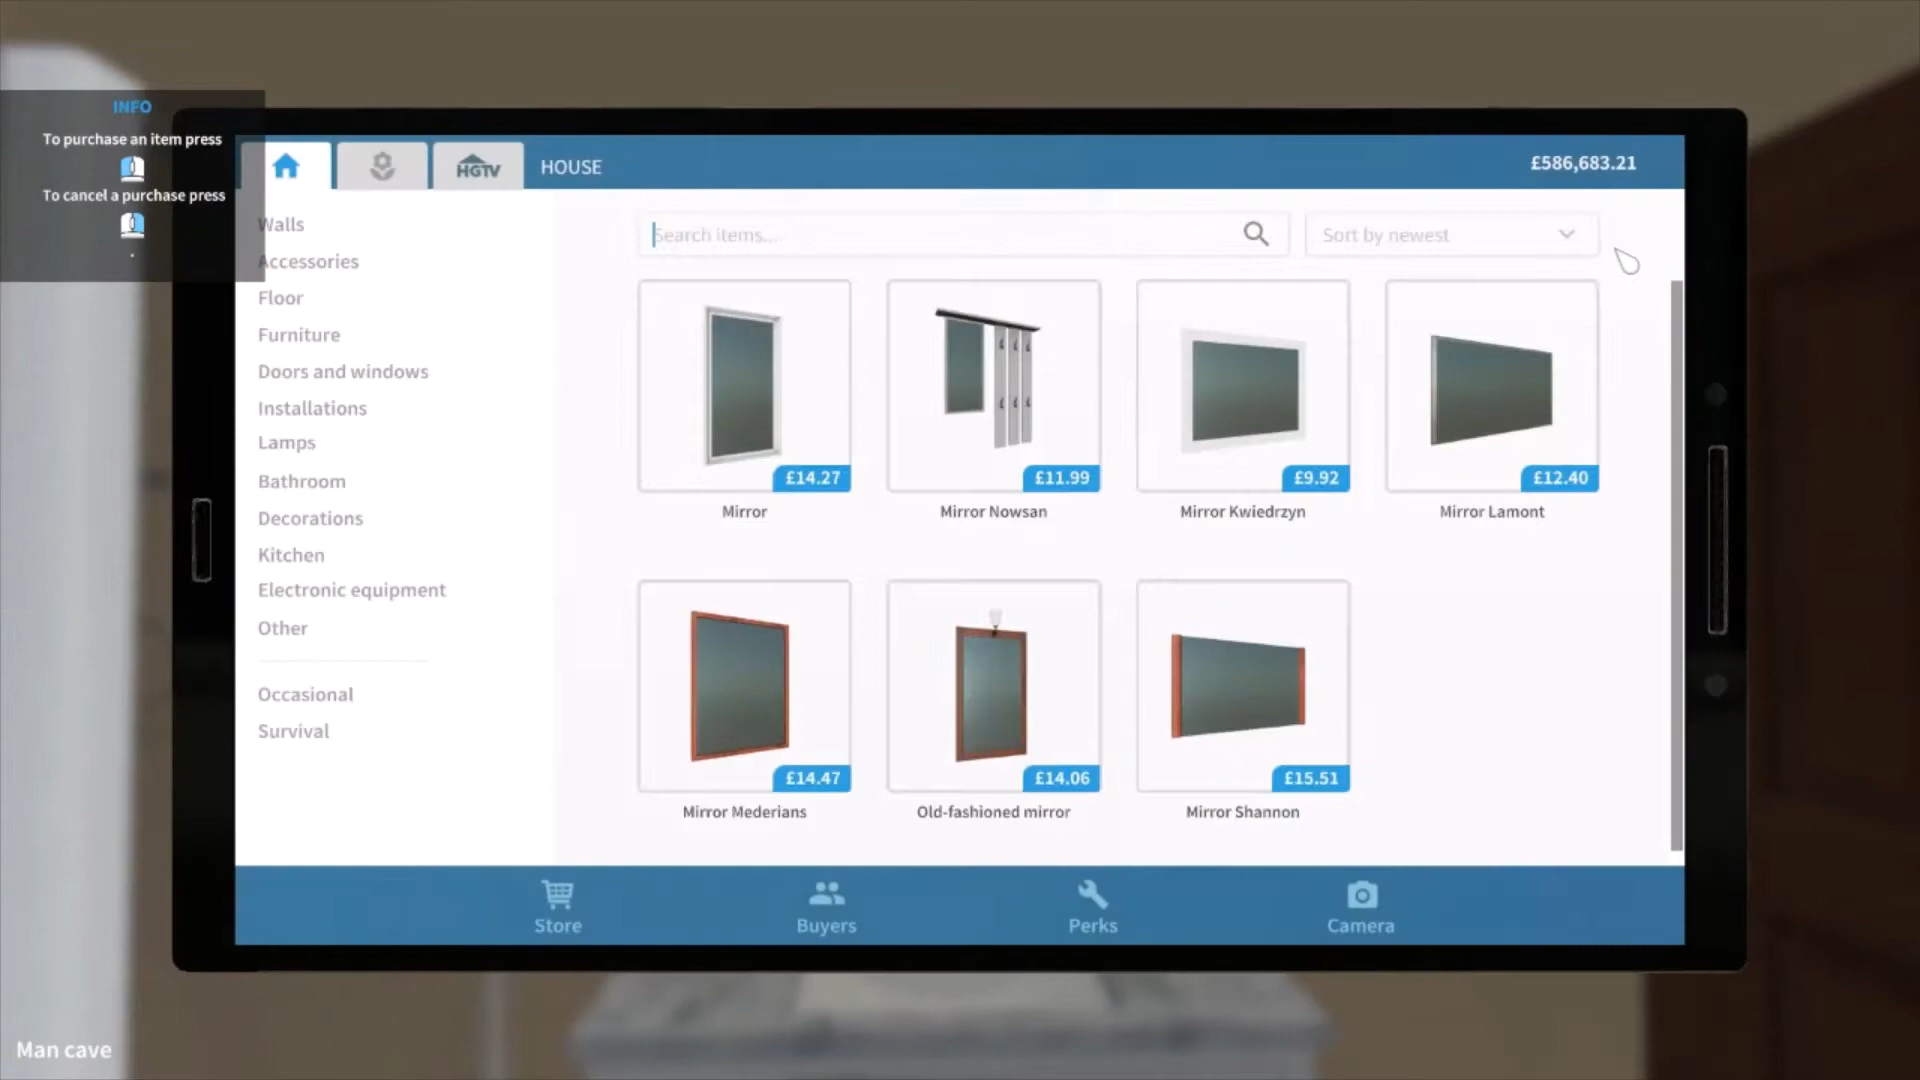 INFO
To purchase an item press
To cancel a purchase press
HGTV
HOUSE
£586,683.21
Walls
Accessories
Floor
Furniture
Doors and windows
Installations
Lamps
Bathroom
Decorations
Kitchen
Electronic equipment
Other
Occasional
Survival
Search items...
Sort by newest
£14.27
£11.99
£9.92
£12.40
Mirror
Mirror Nowsan
Mirror Kwiedrzyn
Mirror Lamont
£14.47
£14.06
£15.51
Mirror Mederians
Old-fashioned mirror
Mirror Shannon
Store
Buyers
Perks
Camera
Man cave